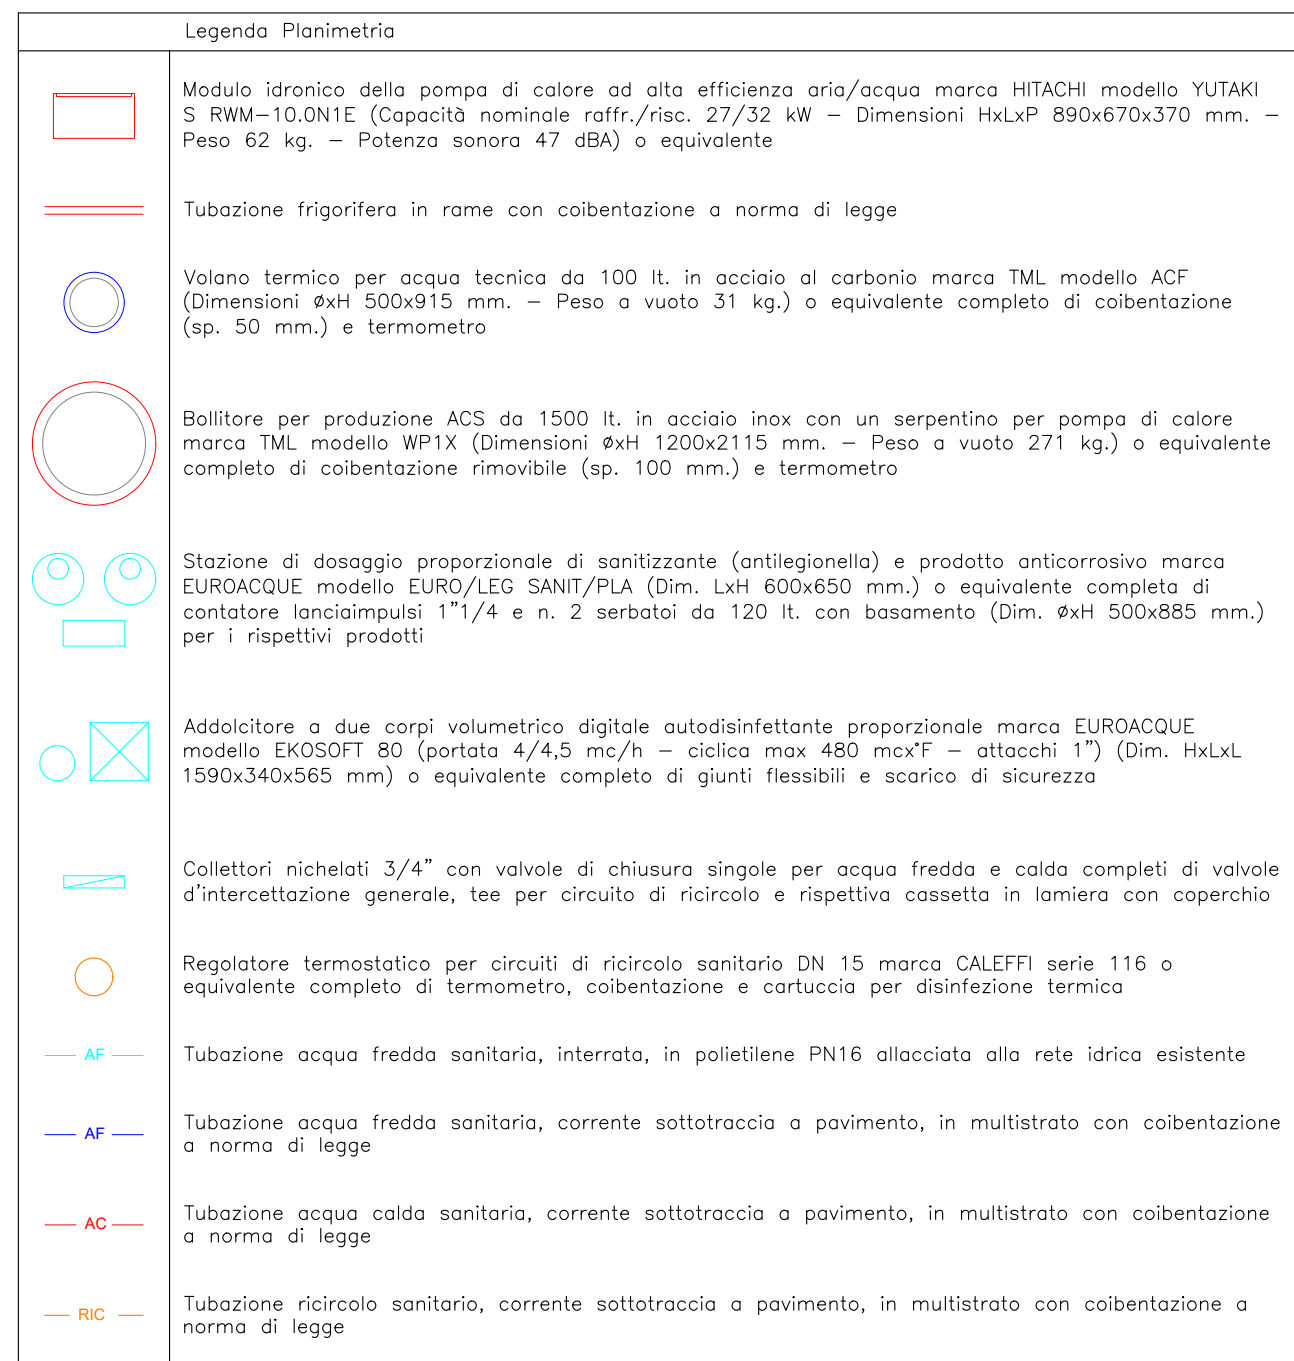 Legenda Planimetria
Modulo idronico della pompa di calore ad alta efficienza aria/acqua marca HITACHI modello YUTAKI
S RWM-10.0N1E (Capacità nominale raffr./risc. 27/32 kW - Dimensioni HxLxP 890x670x370 mm. -
Peso 62 kg. - Potenza sonora 47 dBA) o equivalente
Tubazione frigorifera in rame con coibentazione a norma di legge
Volano termico per acqua tecnica da 100 lt. in acciaio al carbonio marca TML modello ACF
(Dimensioni ØxH 500x915 mm. - Peso a vuoto 31 kg.) o equivalente completo di coibentazione
(sp. 50 mm.) e termometro
Bollitore per produzione ACS da 1500 lt. in acciaio inox con un serpentino per pompa di calore
marca TML modello WP1X (Dimensioni ØxH 1200x2115 mm. - Peso a vuoto 271 kg.) o equivalente
completo di coibentazione rimovibile (sp. 100 mm.) e termometro
Stazione di dosaggio proporzionale di sanitizzante (antilegionella) e prodotto anticorrosivo marca
EUROACQUE modello EURO/LEG SANIT/PLA (Dim. LxH 600x650 mm.) o equivalente completa di
contatore lanciaimpulsi 1"1/4 e n. 2 serbatoi da 120 lt. con basamento (Dim. ØxH 500x885 mm.)
per i rispettivi prodotti
Addolcitore a due corpi volumetrico digitale autodisinfettante proporzionale marca EUROACQUE
modello EKOSOFT 80 (portata 4/4,5 mc/h - ciclica max 480 mcx°F - attacchi 1") (Dim. HxLxL
1590x340x565 mm) o equivalente completo di giunti flessibili e scarico di sicurezza
Collettori nichelati 3/4" con valvole di chiusura singole per acqua fredda e calda completi di valvole
d'intercettazione generale, tee per circuito di ricircolo e rispettiva cassetta in lamiera con coperchio
Regolatore termostatico per circuiti di ricircolo sanitario DN 15 marca CALEFFI serie 116 o
equivalente completo di termometro, coibentazione e cartuccia per disinfezione termica
AF Tubazione acqua fredda sanitaria, interrata, in polietilene PN16 allacciata alla rete idrica esistente
AF Tubazione acqua fredda sanitaria, corrente sottotraccia a pavimento, in multistrato con coibentazione
a norma di legge
AC Tubazione acqua calda sanitaria, corrente sottotraccia a pavimento, in multistrato con coibentazione
a norma di legge
RIC Tubazione ricircolo sanitario, corrente sottotraccia a pavimento, in multistrato con coibentazione a
norma di legge